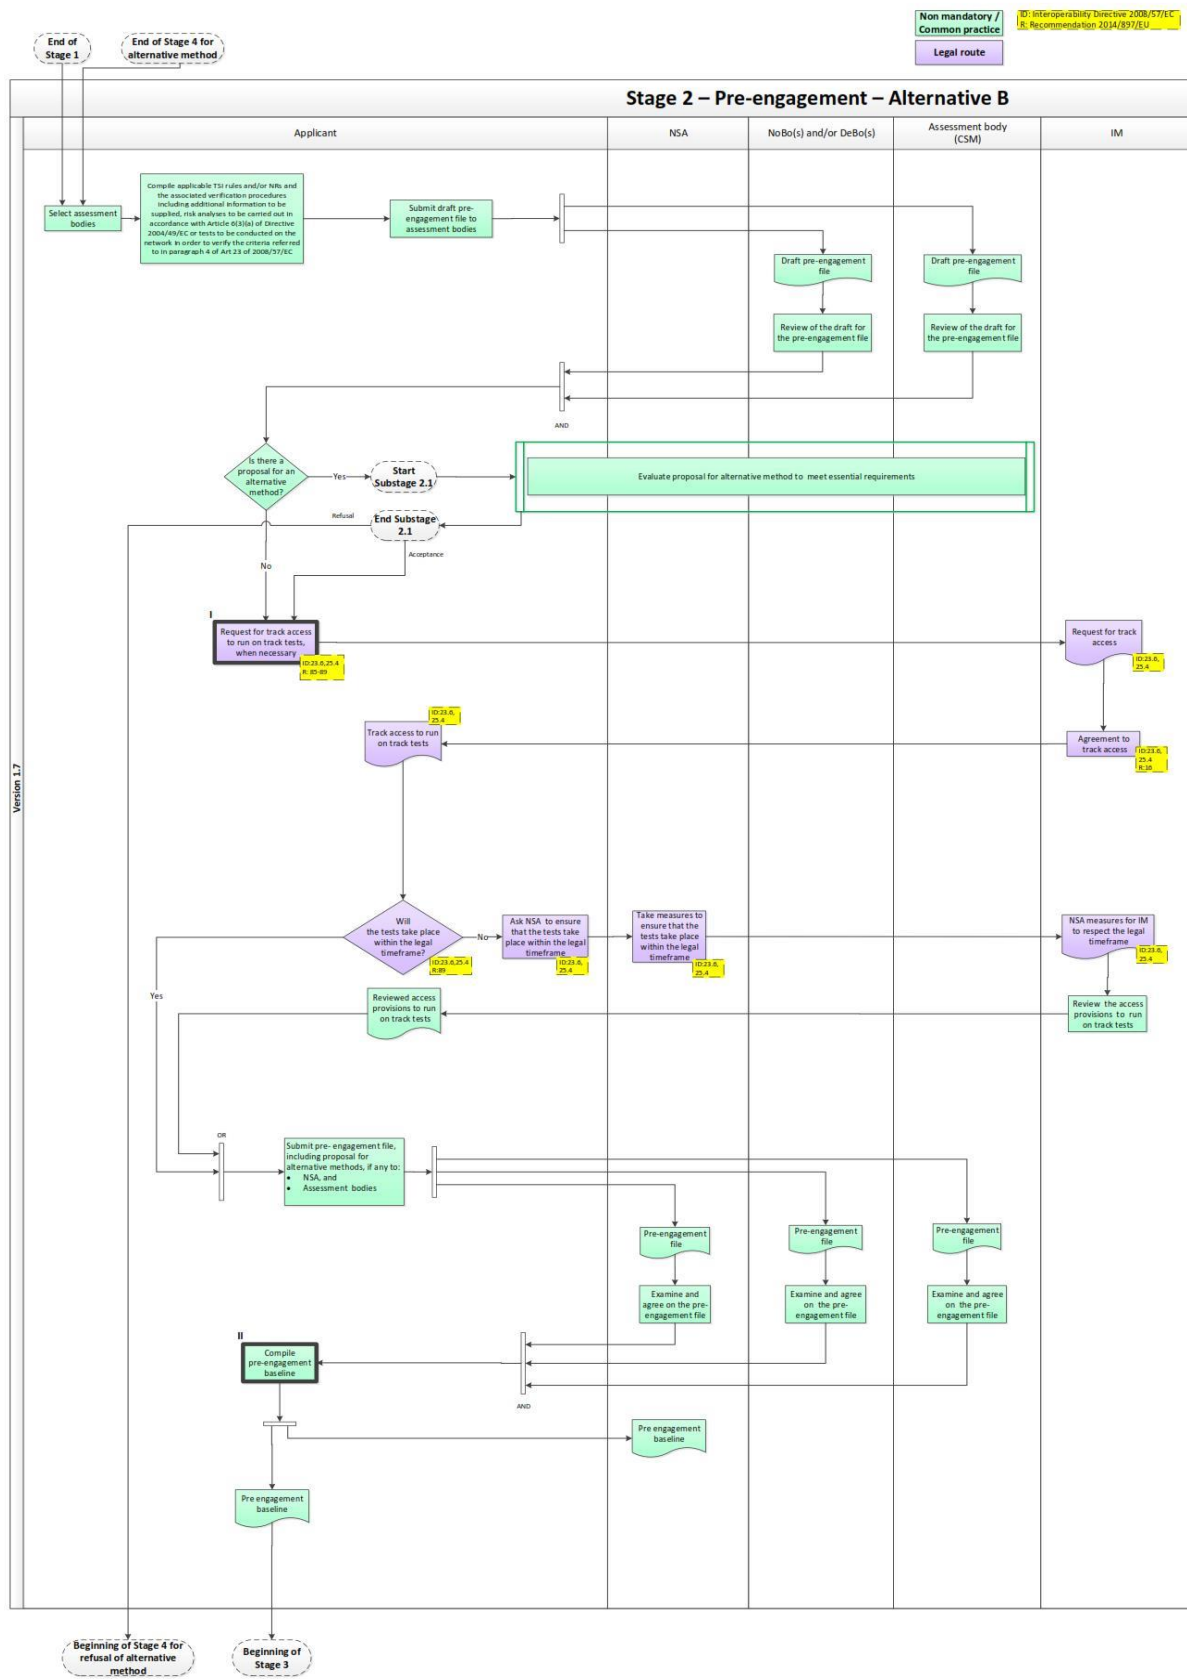 Non mandatory /
Common practice
ID: Interoperability Directive 2008/57/EC
R: Recommendation 2014/897/EU
Legal route
End of
Stage 1
End of Stage 4 for
alternative method
Stage 2 – Pre-engagement – Alternative B
Applicant
NSA
NoBo(s) and/or DeBo(s)
Assessment body
(CSM)
IM
Version 1.7
Select assessment
bodies
Compile applicable TSI rules and/or NRs and
the associated verification procedures
including additional information to be
supplied, risk analyses to be carried out in
accordance with Article 6(3)(a) of Directive
2004/49/EC or tests to be conducted on the
network in order to verify the criteria referred
to in paragraph 4 of Art 23 of 2008/57/EC
Submit draft pre-
engagement file to
assessment bodies
Draft pre-engagement
file
Draft pre-engagement
file
Review of the draft for
the pre-engagement file
Review of the draft for
the pre-engagement file
AND
Is there a
proposal for an
alternative
method?
Yes
Start
Substage 2.1
Evaluate proposal for alternative method to meet essential requirements
Refusal
End Substage
2.1
Acceptance
No
I
Request for track access
to run on track tests,
when necessary
ID:23.6,25.4
R: 85-89
Request for track
access
ID:23.6,
25.4
ID:23.6,
25.4
Track access to run
on track tests
Agreement to
track access
ID:23.6,
25.4
R:16
Will
the tests take place
within the legal
timeframe?
ID:23.6,25.4
R:89
No
Ask NSA to ensure
that the tests take
place within the legal
timeframe
ID:23.6,
25.4
Take measures to
ensure that the
tests take place
within the legal
timeframe
ID:23.6,
25.4
NSA measures for IM
to respect the legal
timeframe
ID:23.6,
25.4
Yes
Reviewed access
provisions to run
on track tests
Review the access
provisions to run
on track tests
OR
Submit pre- engagement file,
including proposal for
alternative methods, if any to:
• NSA, and
• Assessment bodies
Pre-engagement
file
Pre-engagement
file
Pre-engagement
file
Examine and
agree on the pre-
engagement file
Examine and agree
on the pre-
engagement file
Examine and agree
on the pre-
engagement file
II
Compile
pre-engagement
baseline
AND
Pre engagement
baseline
Pre engagement
baseline
Beginning of Stage 4 for
refusal of alternative
method
Beginning of
Stage 3